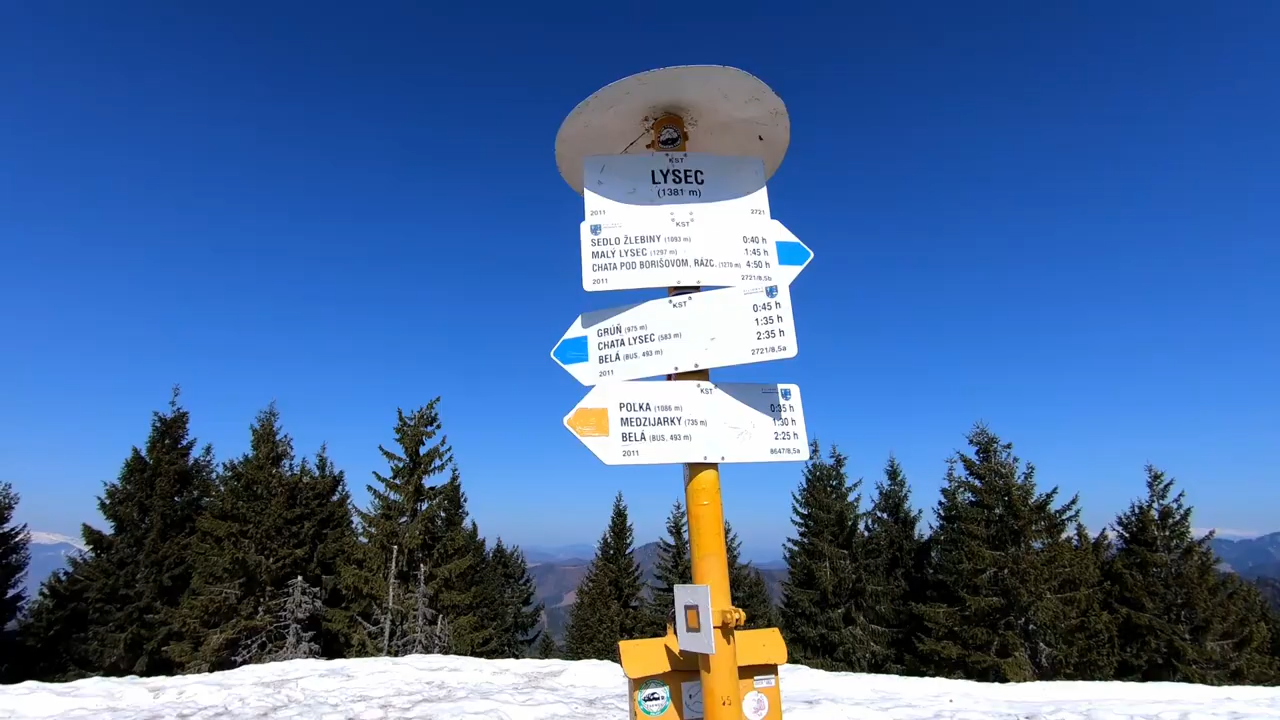 KST
LYSEC
(1381 m)
2011 2721
KST
SEDLO ŽLEBINY (1093 m) 0:40 h
MALÝ LYSEC (1297 m) 1:45 h
CHATA POD BORIŠOVOM, RÁZC. (1270 m) 4:50 h
2011 2721/8,5b
KST
GRÚŇ (975 m) 0:45 h
CHATA LYSEC (583 m) 1:35 h
BELÁ (BUS, 493 m) 2:35 h
2011 2721/8,5a
KST
POLKA (1086 m) 0:35 h
MEDZIJARKY (735 m) 1:30 h
BELÁ (BUS, 493 m) 2:25 h
2011 8647/8,5a